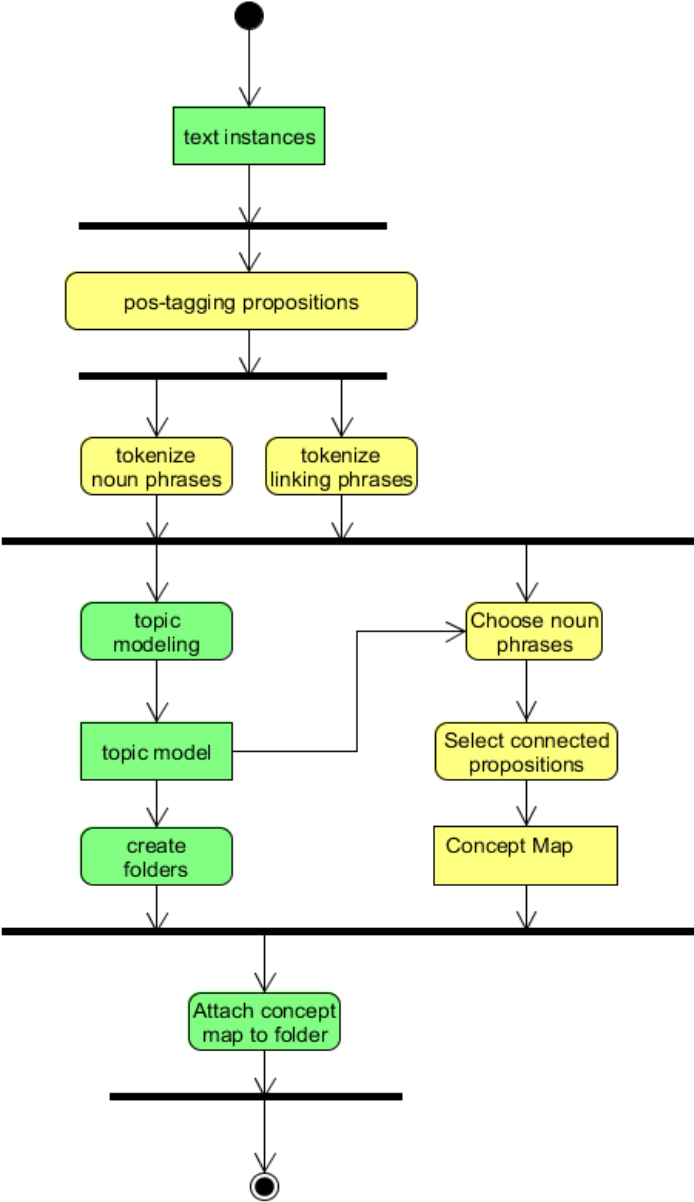 text instances
pos-tagging propositions
tokenize
noun phrases
tokenize
linking phrases
topic
modeling
Choose noun
phrases
topic model
Select connected
propositions
create
folders
Concept Map
Attach concept
map to folder